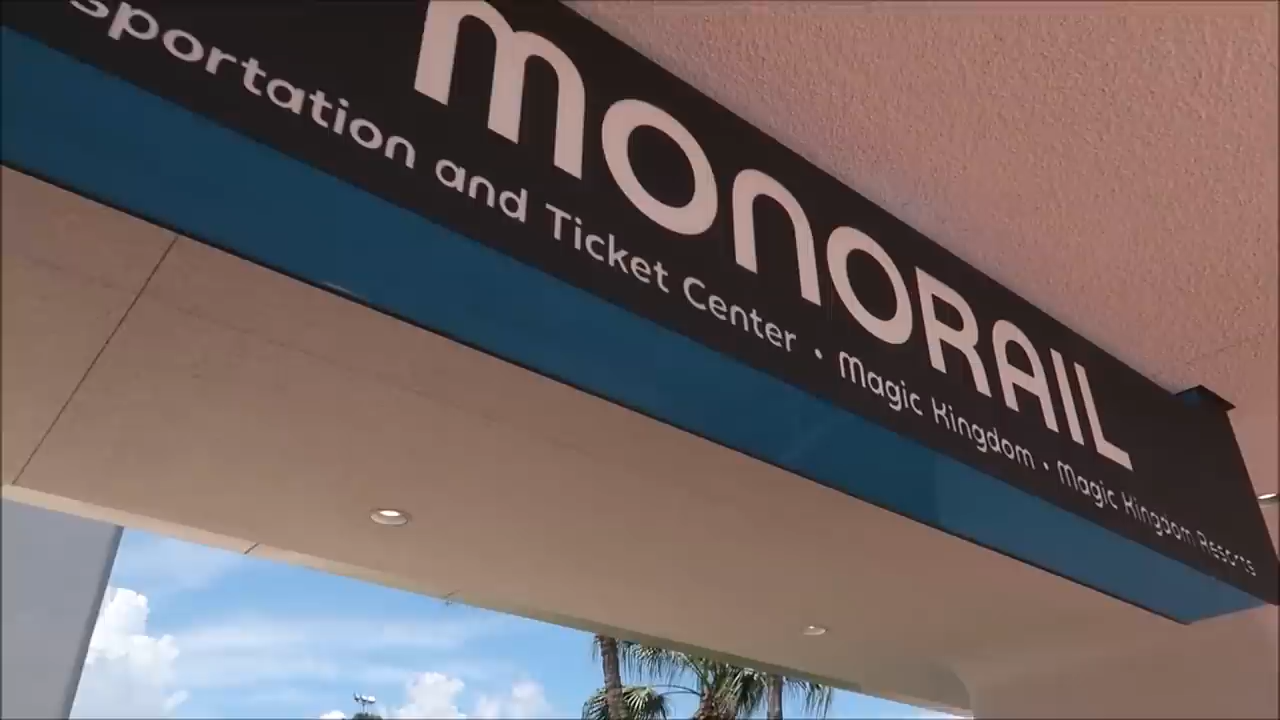 MONORAIL
sportation and Ticket Center • Magic Kingdom • Magic Kingdom Resorts